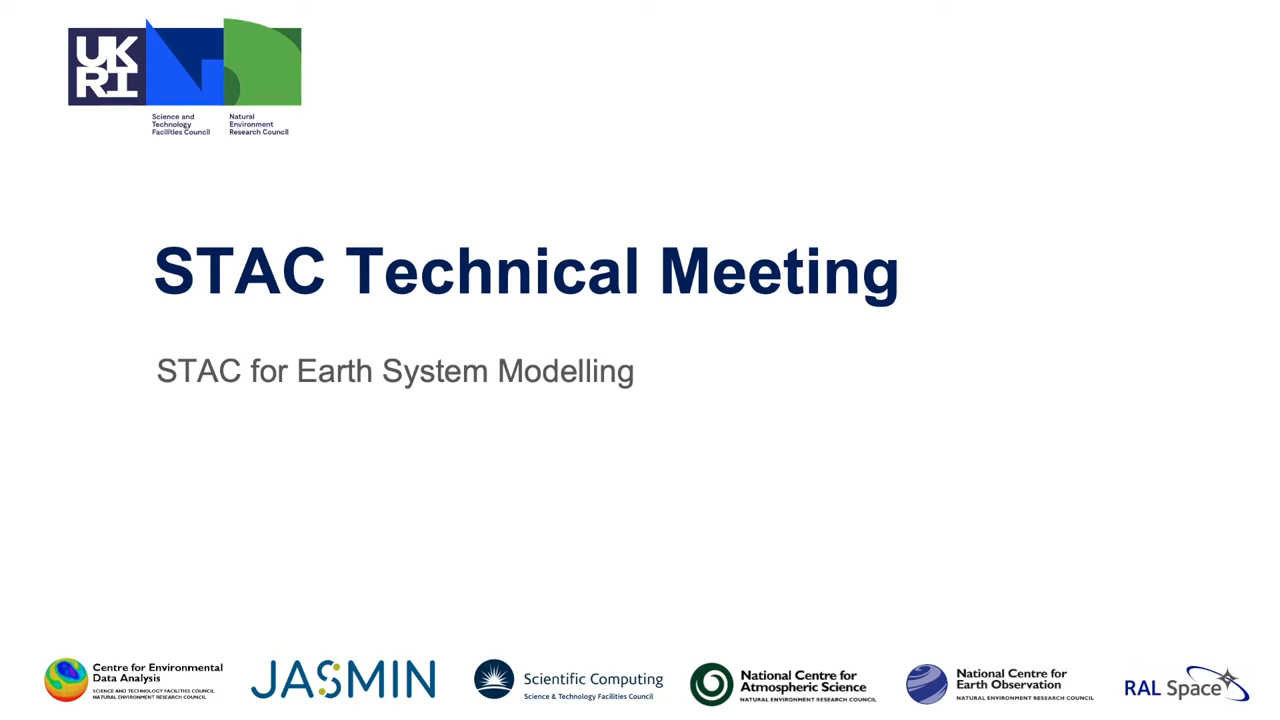 UK
RI
Science and
Technology
Facilities Council
Natural
Environment
Research Council
STAC Technical Meeting
STAC for Earth System Modelling
Centre for Environmental
Data Analysis
SCIENCE AND TECHNOLOGY FACILITIES COUNCIL
NATURAL ENVIRONMENT RESEARCH COUNCIL
JASMIN
Scientific Computing
Science & Technology Facilities Council
National Centre for
Atmospheric Science
NATURAL ENVIRONMENT RESEARCH COUNCIL
National Centre for
Earth Observation
NATURAL ENVIRONMENT RESEARCH COUNCIL
RAL Space